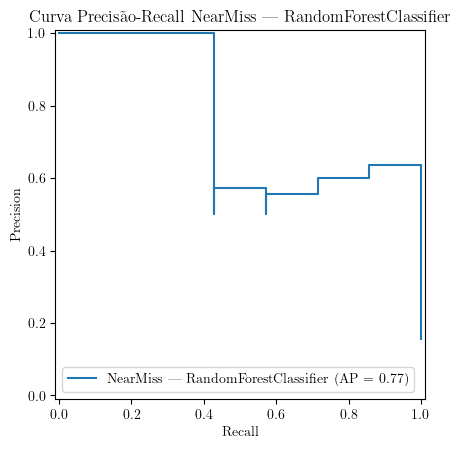 Curva Precisão-Recall NearMiss — RandomForestClassifier
1.0
0.8
0.6
0.4
0.2
0.0
Precision
NearMiss — RandomForestClassifier (AP = 0.77)
0.0 0.2 0.4 0.6 0.8 1.0
Recall